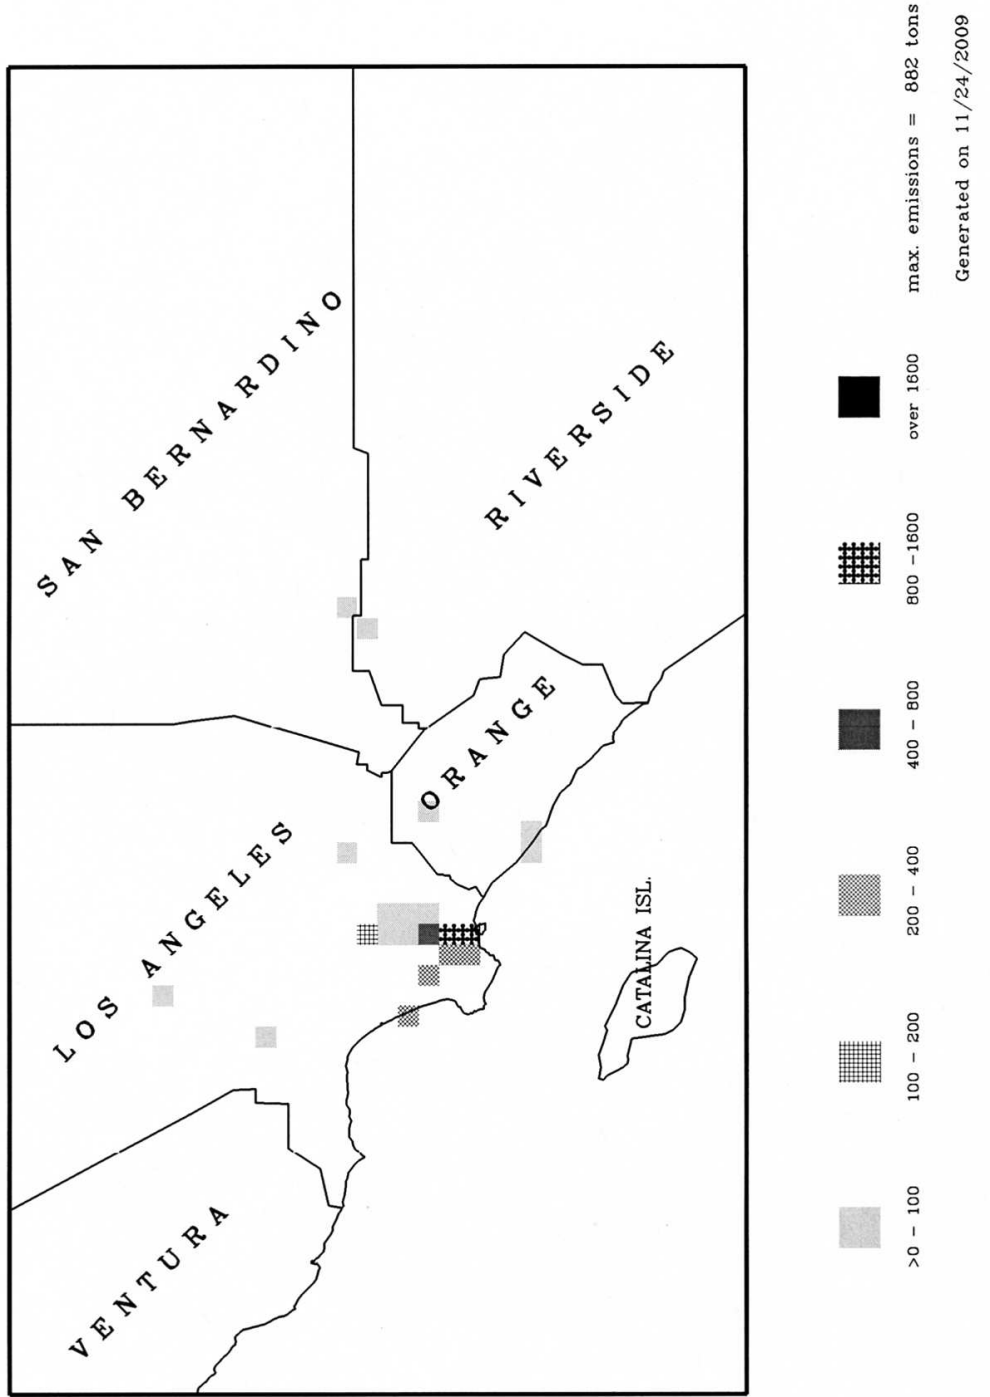 SAN BERNARDINO
LOS ANGELES
VENTURA
RIVERSIDE
ORANGE
CATALINA ISL.
>0 - 100
100 - 200
200 - 400
400 - 800
800 -1600
over 1600
max. emissions = 882 tons
Generated on 11/24/2009